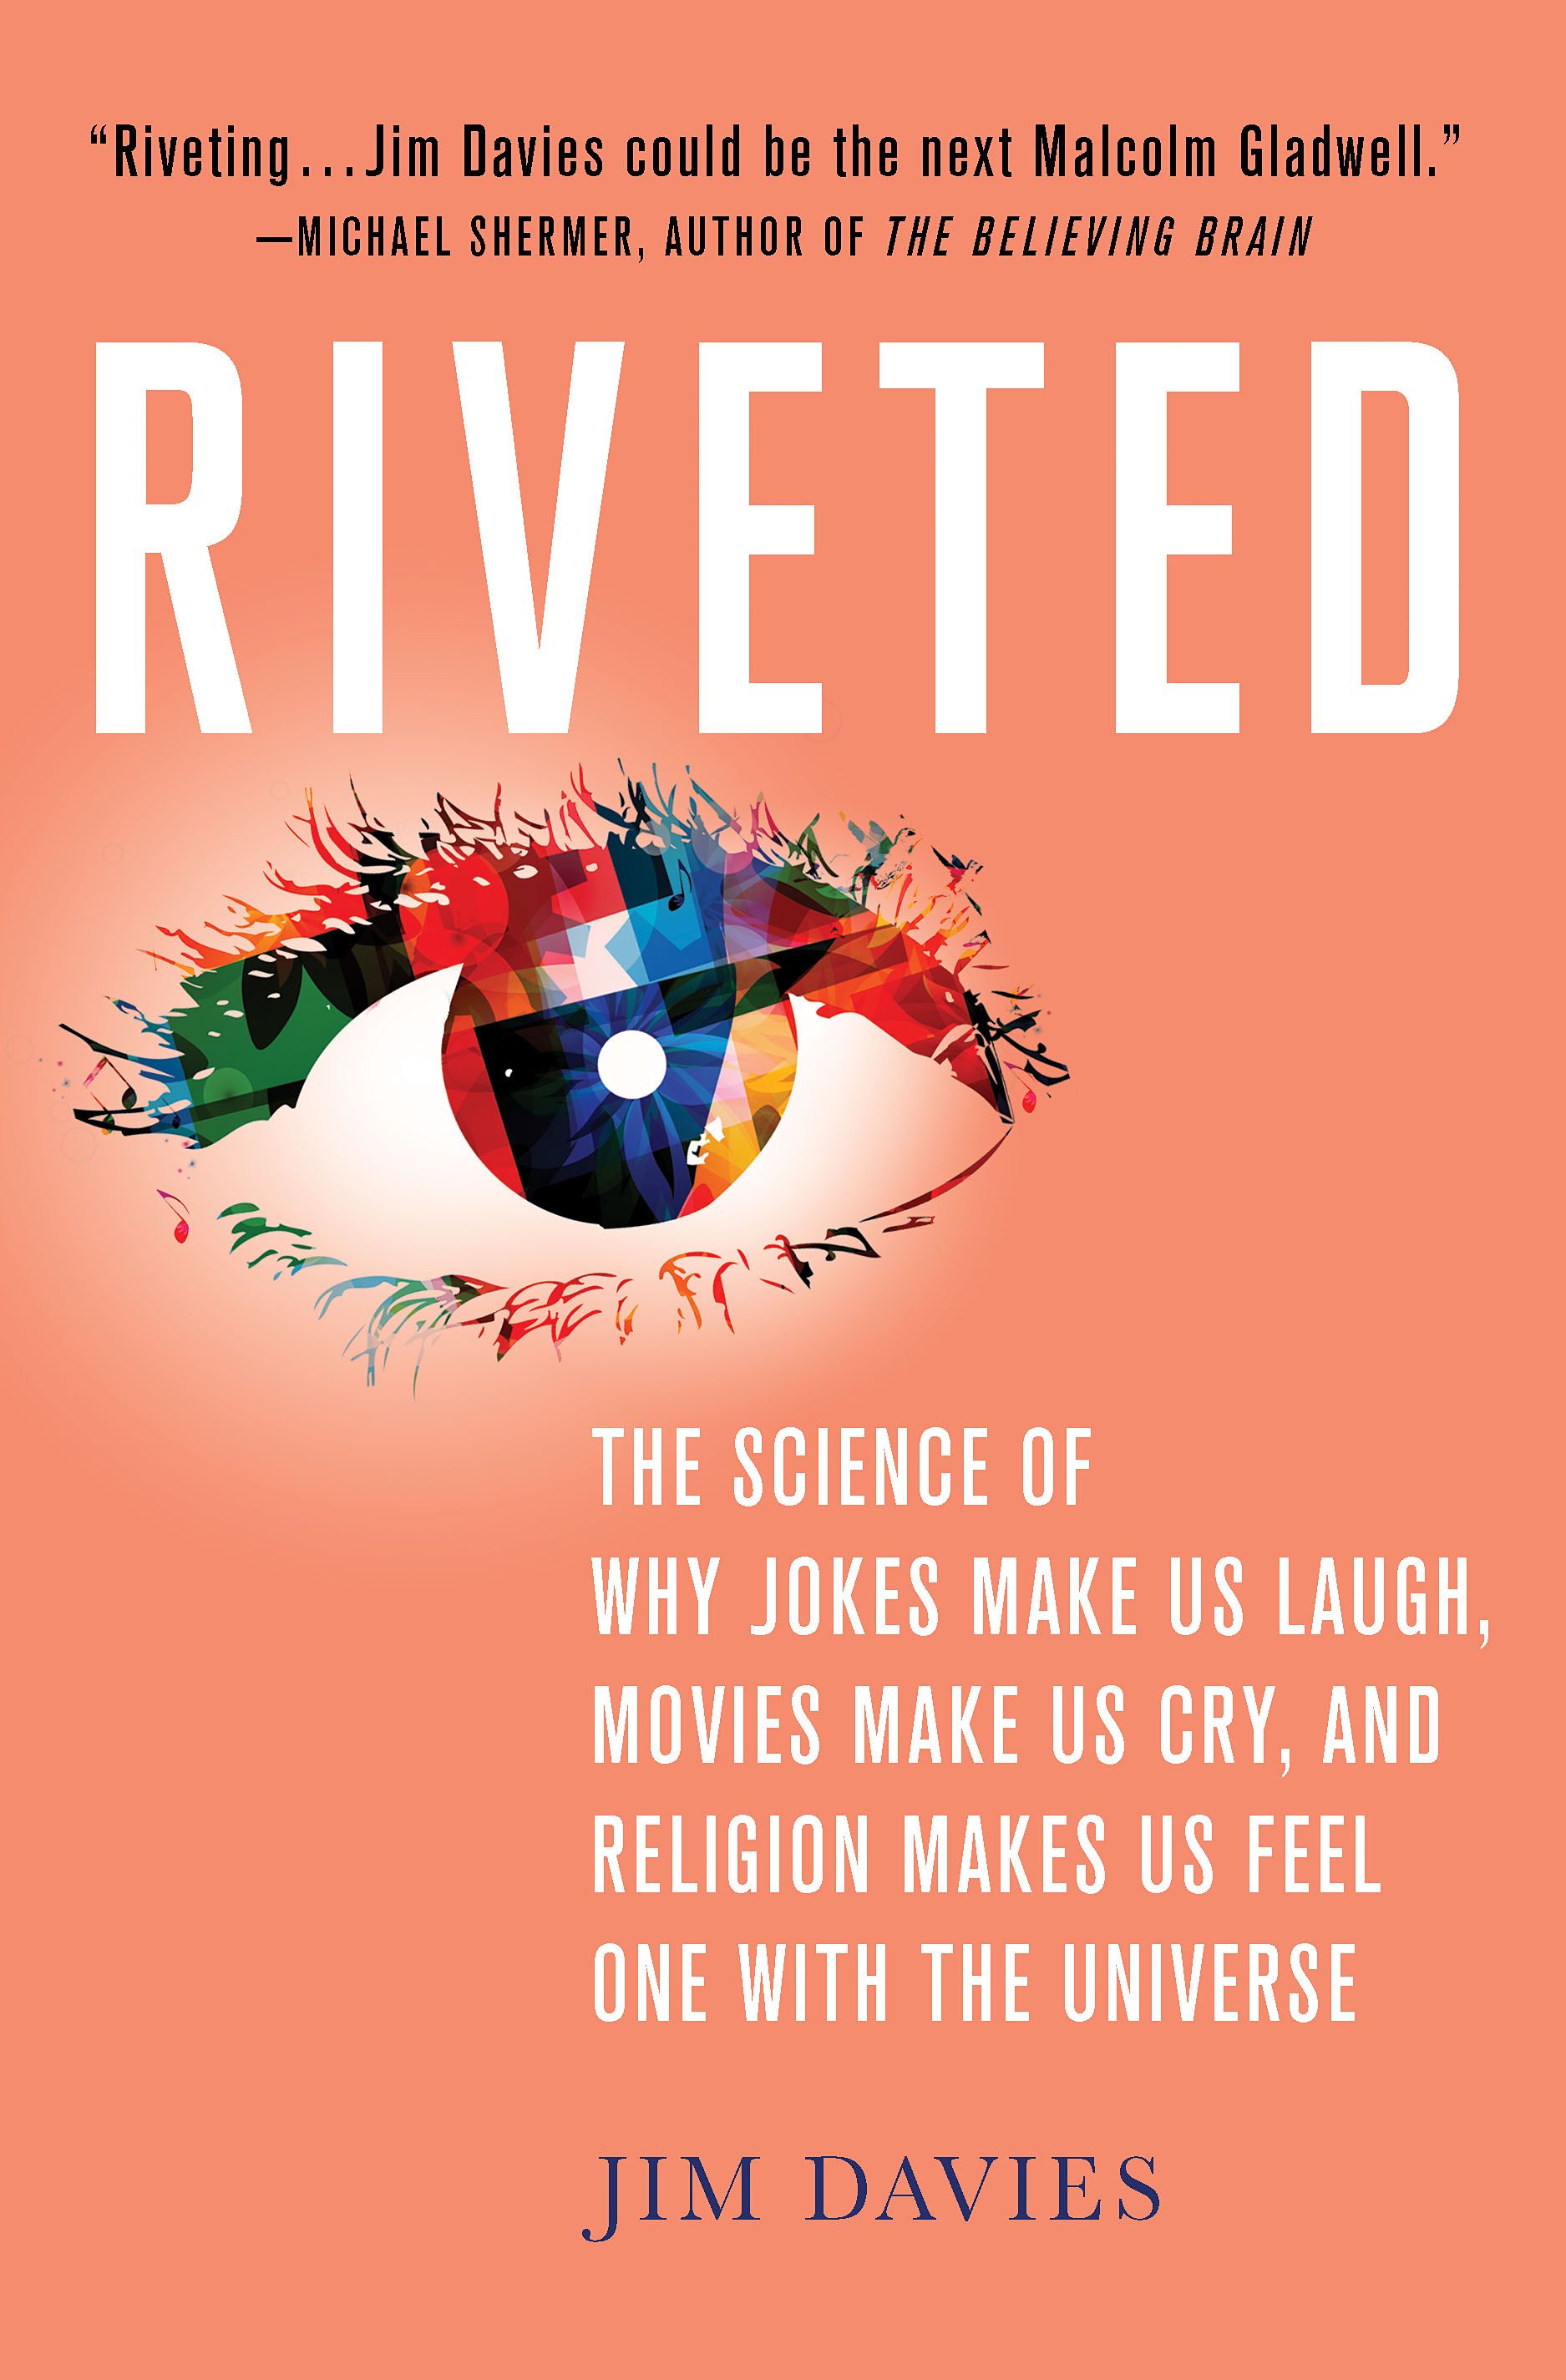 “Riveting...Jim Davies could be the next Malcolm Gladwell.”
—MICHAEL SHERMER, AUTHOR OF THE BELIEVING BRAIN
RIVETED
THE SCIENCE OF
WHY JOKES MAKE US LAUGH,
MOVIES MAKE US CRY, AND
RELIGION MAKES US FEEL
ONE WITH THE UNIVERSE
JIM DAVIES